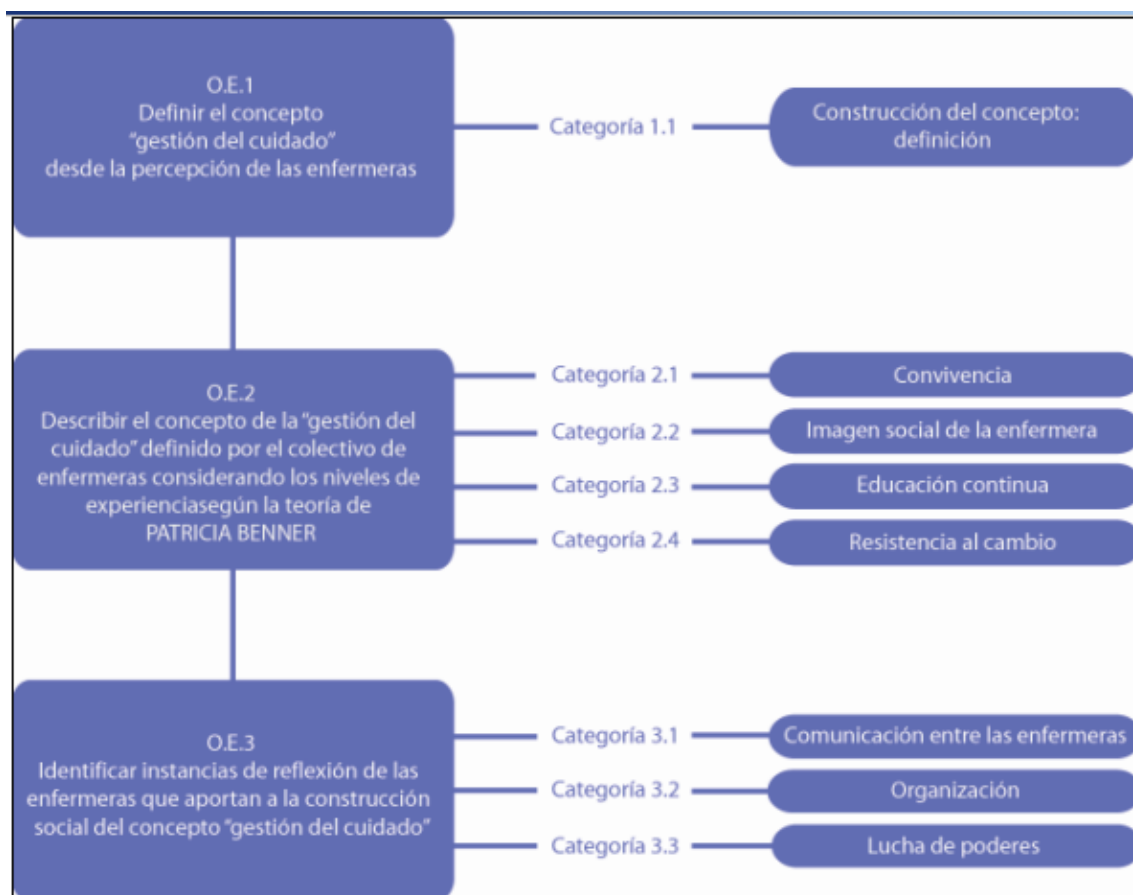 O.E.1
Definir el concepto
“gestión del cuidado”
desde la percepción de las enfermeras
Categoría 1.1
Construcción del concepto:
definición
O.E.2
Describir el concepto de la “gestión del
cuidado” definido por el colectivo de
enfermeras considerando los niveles de
experienciasegún la teoría de
PATRICIA BENNER
Categoría 2.1
Convivencia
Categoría 2.2
Imagen social de la enfermera
Categoría 2.3
Educación continua
Categoría 2.4
Resistencia al cambio
O.E.3
Identificar instancias de reflexión de las
enfermeras que aportan a la construcción
social del concepto “gestión del cuidado”
Categoría 3.1
Comunicación entre las enfermeras
Categoría 3.2
Organización
Categoría 3.3
Lucha de poderes